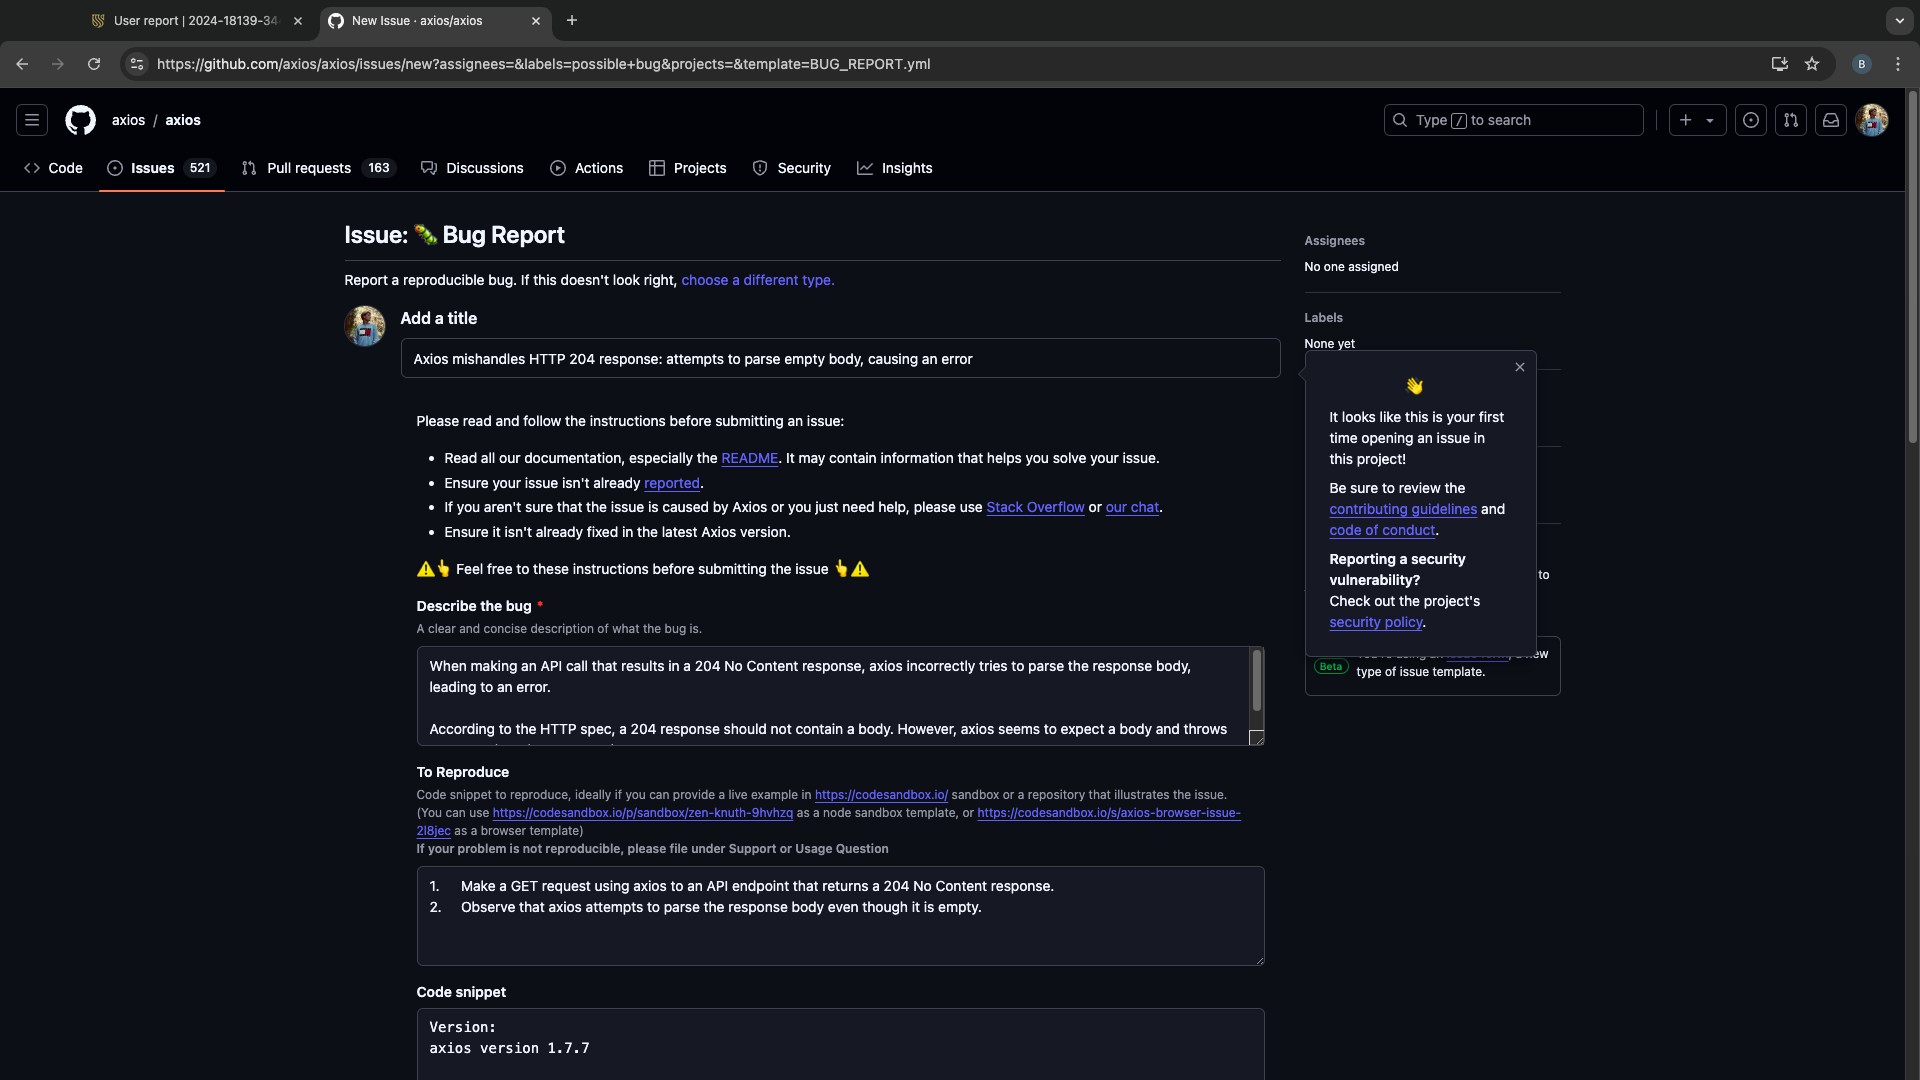 User report | 2024-18139-34
New Issue · axios/axios
https://github.com/axios/axios/issues/new?assignees=&labels=possible+bug&projects=&template=BUG_REPORT.yml
B
axios / axios
Type / to search
Code
Issues 521
Pull requests 163
Discussions
Actions
Projects
Security
Insights
Issue: 🐛 Bug Report
Report a reproducible bug. If this doesn't look right, choose a different type.
Add a title
Axios mishandles HTTP 204 response: attempts to parse empty body, causing an error
Please read and follow the instructions before submitting an issue:
• Read all our documentation, especially the README. It may contain information that helps you solve your issue.
• Ensure your issue isn't already reported.
• If you aren't sure that the issue is caused by Axios or you just need help, please use Stack Overflow or our chat.
• Ensure it isn't already fixed in the latest Axios version.
⚠️👆 Feel free to these instructions before submitting the issue 👆⚠️
Describe the bug *
A clear and concise description of what the bug is.
When making an API call that results in a 204 No Content response, axios incorrectly tries to parse the response body,
leading to an error.
According to the HTTP spec, a 204 response should not contain a body. However, axios seems to expect a body and throws
To Reproduce
Code snippet to reproduce, ideally if you can provide a live example in https://codesandbox.io/ sandbox or a repository that illustrates the issue.
(You can use https://codesandbox.io/p/sandbox/zen-knuth-9hvhzq as a node sandbox template, or https://codesandbox.io/s/axios-browser-issue-
2l8jec as a browser template)
If your problem is not reproducible, please file under Support or Usage Question
1. Make a GET request using axios to an API endpoint that returns a 204 No Content response.
2. Observe that axios attempts to parse the response body even though it is empty.
Code snippet
Version:
axios version 1.7.7
Assignees
No one assigned
Labels
None yet
👋
It looks like this is your first
time opening an issue in
this project!
Be sure to review the
contributing guidelines and
code of conduct.
Reporting a security
vulnerability?
Check out the project's
security policy.
to
Beta
type of issue template.